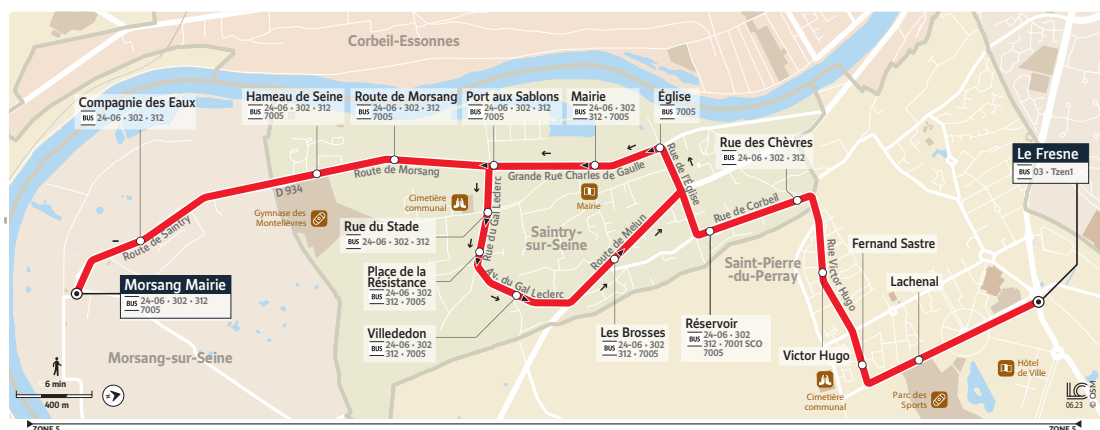 Corbeil-Essonnes
Compagnie des Eaux
BUS 24-06 • 302 • 312
Hameau de Seine
BUS 24-06 • 302 • 312
7005
Route de Morsang
BUS 24-06 • 302 • 312
7005
Port aux Sablons
BUS 24-06 • 302 • 312
7005
Mairie
BUS 24-06 • 302
312 • 7005
Église
BUS 7005
Rue des Chèvres
BUS 24-06 • 302 • 312
Le Fresne
BUS 03 • Tzen1
D 934
Route de Morsang
Grande Rue Charles de Gaulle
Rue de l'Église
Route de Saintry
Gymnase des
Montelièvres
Cimetière
communal
Mairie
Rue du Gal Leclerc
Rue du Stade
BUS 24-06 • 302 • 312
Saintry-
sur-Seine
Route de Melun
Rue de Corbeil
Rue Victor Hugo
Fernand Sastre
Saint-Pierre
-du-Perray
Lachenal
Place de la
Résistance
BUS 24-06 • 302
312 • 7005
Av. du Gal Leclerc
Morsang Mairie
BUS 24-06 • 302 • 312
7005
Villededon
BUS 24-06 • 302
312 • 7005
Les Brosses
BUS 24-06 • 302
312 • 7005
Réservoir
BUS 24-06 • 302
312 • 7001 SCO
7005
Victor Hugo
Morsang-sur-Seine
Cimetière
communal
Parc des
Sports
Hôtel
de Ville
6 min
400 m
N
LC
06.23
© OSM
ZONE 5
ZONE 5